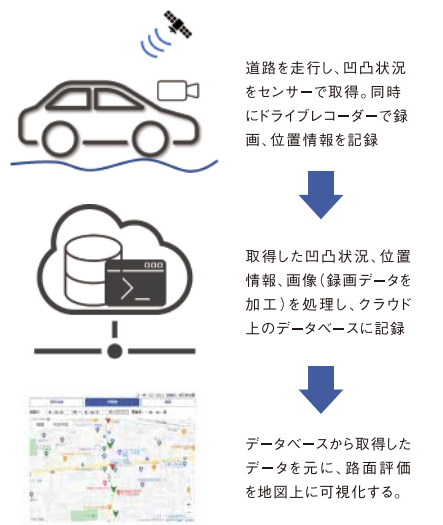 道路を走行し、凹凸状況
をセンサーで取得。同時
にドライブレコーダーで録
画、位置情報を記録
取得した凹凸状況、位置
情報、画像(録画データを
加工)を処理し、クラウド
上のデータベースに記録
データベースから取得した
データを元に、路面評価
を地図上に可視化する。